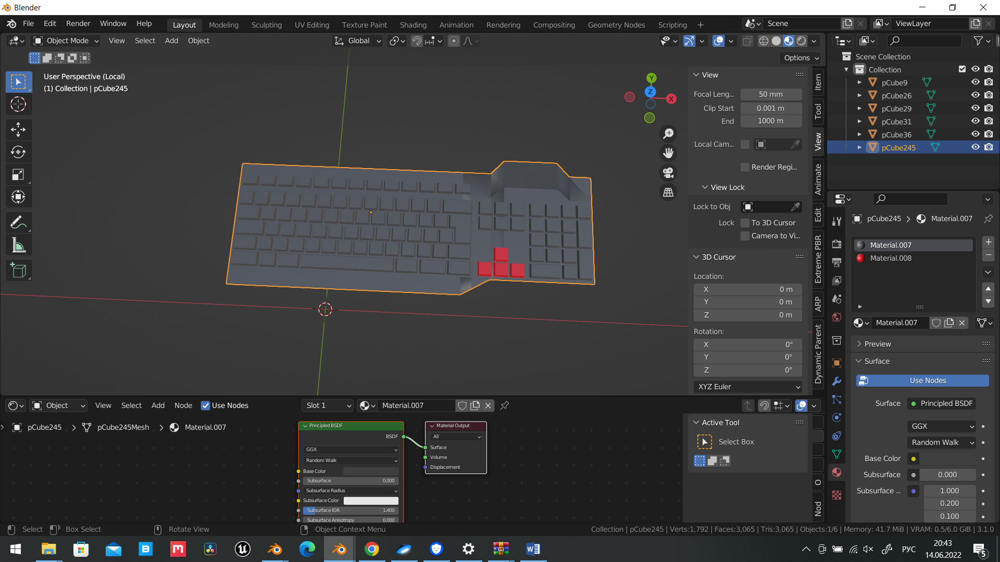 Blender
File Edit Render Window Help Layout Modeling Sculpting UV Editing Texture Paint Shading Animation Rendering Compositing Geometry Nodes Scripting Scene ViewLayer
Object Mode View Select Add Object Global
Options
User Perspective (Local)
(1) Collection | pCube245
Y
Z
X
View
Focal Leng... 50 mm
Clip Start 0.001 m
End 1000 m
Local Cam...
Render Regi...
View Lock
Lock to Obj
Lock To 3D Cursor
Camera to Vi...
3D Cursor
Location:
X 0 m
Y 0 m
Z 0 m
Rotation:
X 0°
Y 0°
Z 0°
XYZ Euler
Item
Tool
View
Animate
Edit
Extreme PBR
ARP
Dynamic Parent
Scene Collection
Collection
pCube9
pCube26
pCube29
pCube31
pCube36
pCube245
pCube245 Material.007
Material.007
Material.008
Material.007
Preview
Surface
Use Nodes
Surface Principled BSDF
GGX
Random Walk
Base Color
Subsurface 0.000
Subsurface ... 1.000
0.200
0.100
Object View Select Add Node Use Nodes Slot 1 Material.007
pCube245 pCube245Mesh Material.007
Principled BSDF
BSDF
GGX
Random Walk
Base Color
Subsurface 0.000
Subsurface Radius
Subsurface Color
Subsurface IOR 1.400
Subsurface Anisotropy 0.000
Material Output
All
Surface
Volume
Displacement
Active Tool
Select Box
O
Nod
Select Box Select Rotate View Object Context Menu Collection | pCube245 | Verts:1,792 | Faces:3,065 | Tris:3,065 | Objects:1/6 | Memory: 41.7 MiB | VRAM: 0.5/6.0 GiB | 3.1.0
РУС
20:43
14.06.2022
5